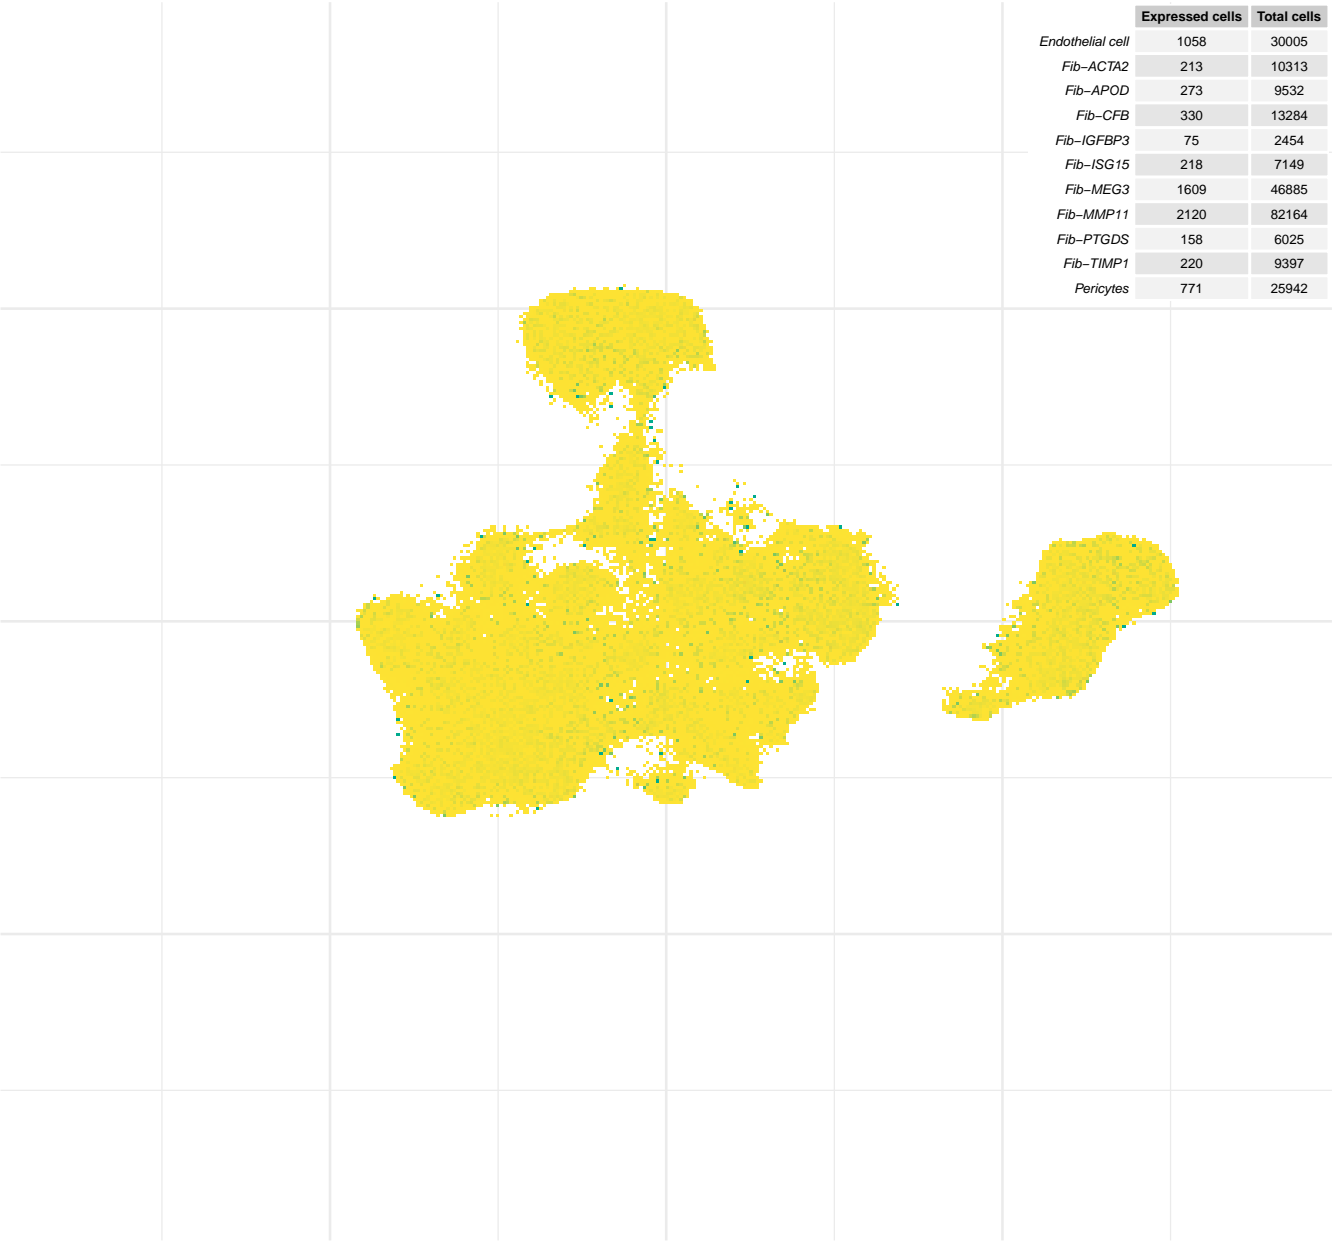 Expressed cells Total cells
Endothelial cell 1058 30005
Fib−ACTA2 213 10313
Fib−APOD 273 9532
Fib−CFB 330 13284
Fib−IGFBP3 75 2454
Fib−ISG15 218 7149
Fib−MEG3 1609 46885
Fib−MMP11 2120 82164
Fib−PTGDS 158 6025
Fib−TIMP1 220 9397
Pericytes 771 25942